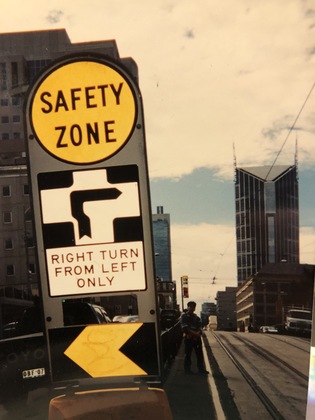 SAFETY
ZONE
RIGHT TURN
FROM LEFT
ONLY